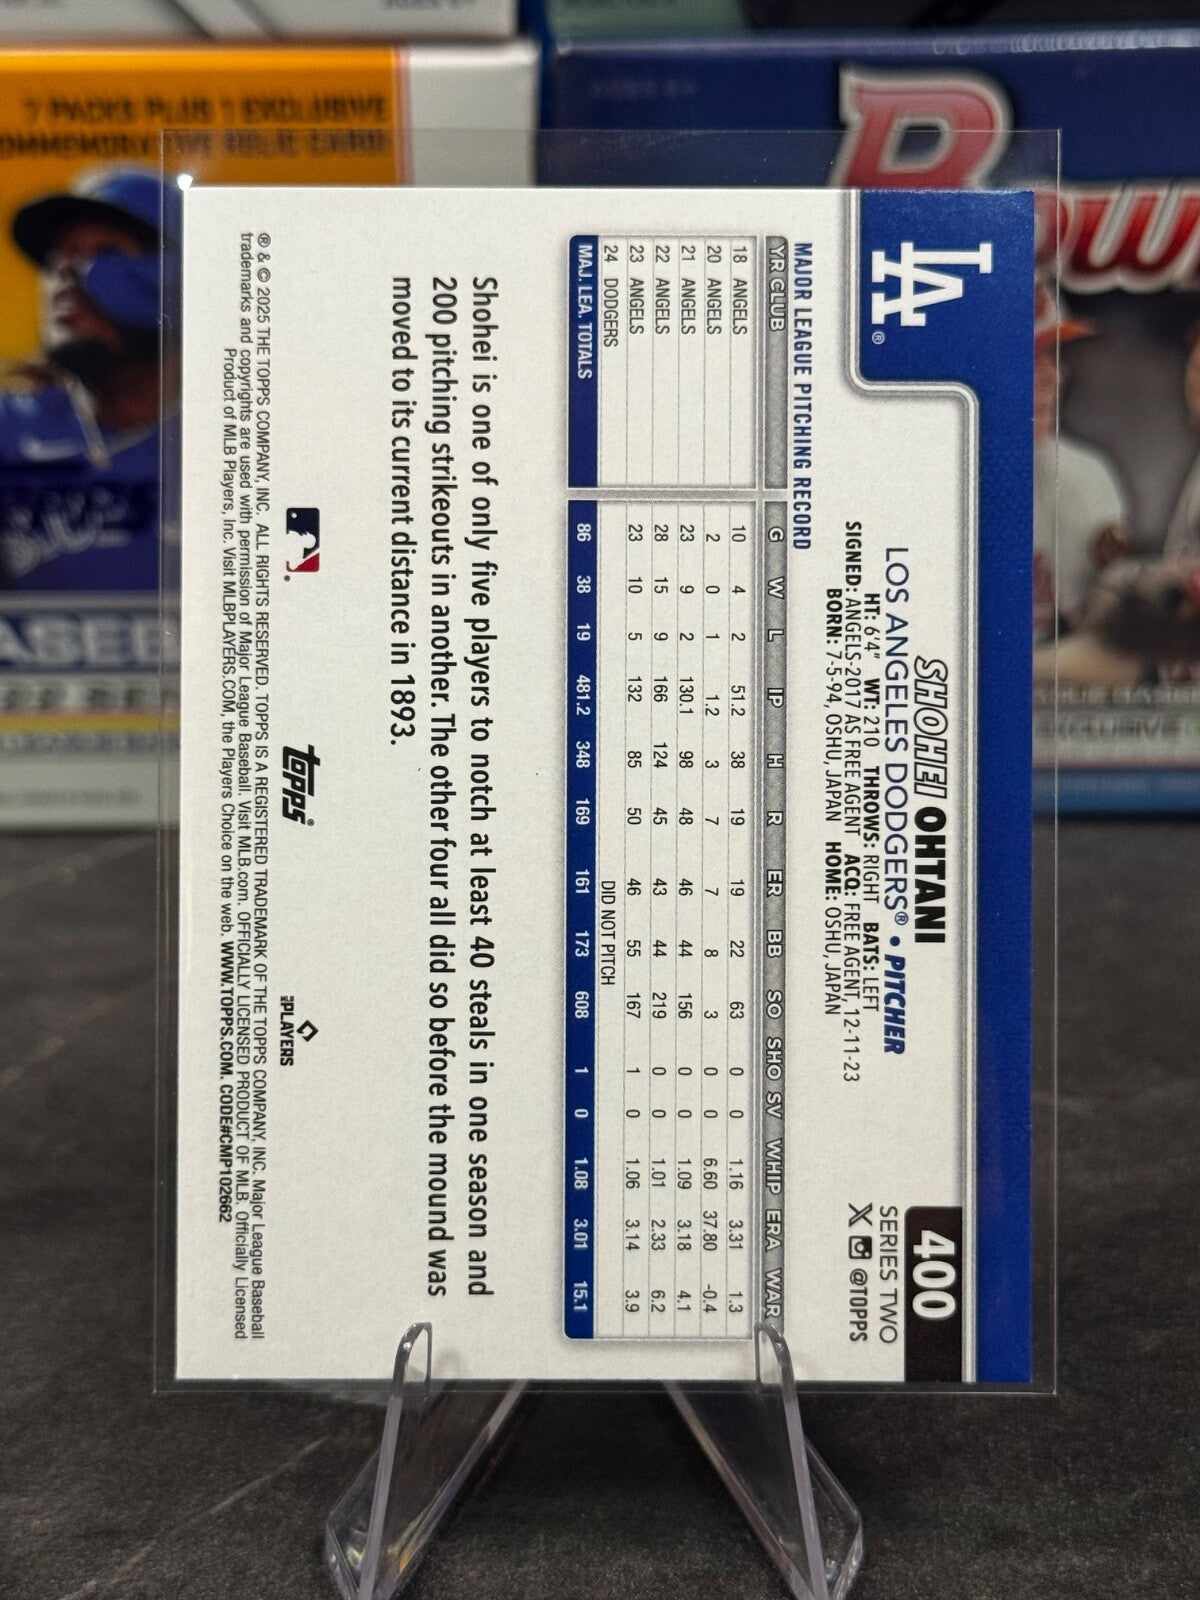 7 PACKS PLUS 1 EXCLUSIVE
COMMEMORATIVE RELIC CARD!
LA®
SHOHEI OHTANI
LOS ANGELES DODGERS® • PITCHER
HT: 6'4" WT: 210 THROWS: RIGHT BATS: LEFT
SIGNED: ANGELS-2017 AS FREE AGENT ACQ: FREE AGENT, 12-11-23
BORN: 7-5-94, OSHU, JAPAN HOME: OSHU, JAPAN
400
SERIES TWO
@TOPPS
MAJOR LEAGUE PITCHING RECORD
YR CLUB G W L IP H R ER BB SO SHO SV WHIP ERA WAR
18 ANGELS 10 4 2 51.2 38 19 19 22 63 0 0 1.16 3.31 1.3
20 ANGELS 2 0 1 1.2 3 7 7 8 3 0 0 6.60 37.80 -0.4
21 ANGELS 23 9 2 130.1 98 48 46 44 156 0 0 1.09 3.18 4.1
22 ANGELS 28 15 9 166 124 45 43 44 219 0 0 1.01 2.33 6.2
23 ANGELS 23 10 5 132 85 50 46 55 167 1 0 1.06 3.14 3.9
24 DODGERS DID NOT PITCH
MAJ. LEA. TOTALS 86 38 19 481.2 348 169 161 173 608 1 0 1.08 3.01 15.1
Shohei is one of only five players to notch at least 40 steals in one season and
200 pitching strikeouts in another. The other four all did so before the mound was
moved to its current distance in 1893.
topps®
PLAYERS
® & © 2025 THE TOPPS COMPANY, INC. ALL RIGHTS RESERVED. TOPPS IS A REGISTERED TRADEMARK OF THE TOPPS COMPANY, INC. Major League Baseball
trademarks and copyrights are used with permission of Major League Baseball. Visit MLB.com. OFFICIALLY LICENSED PRODUCT OF MLB. Officially Licensed
Product of MLB Players, Inc. Visit MLBPLAYERS.COM, the Players Choice on the web. WWW.TOPPS.COM. CODE#CMP102662